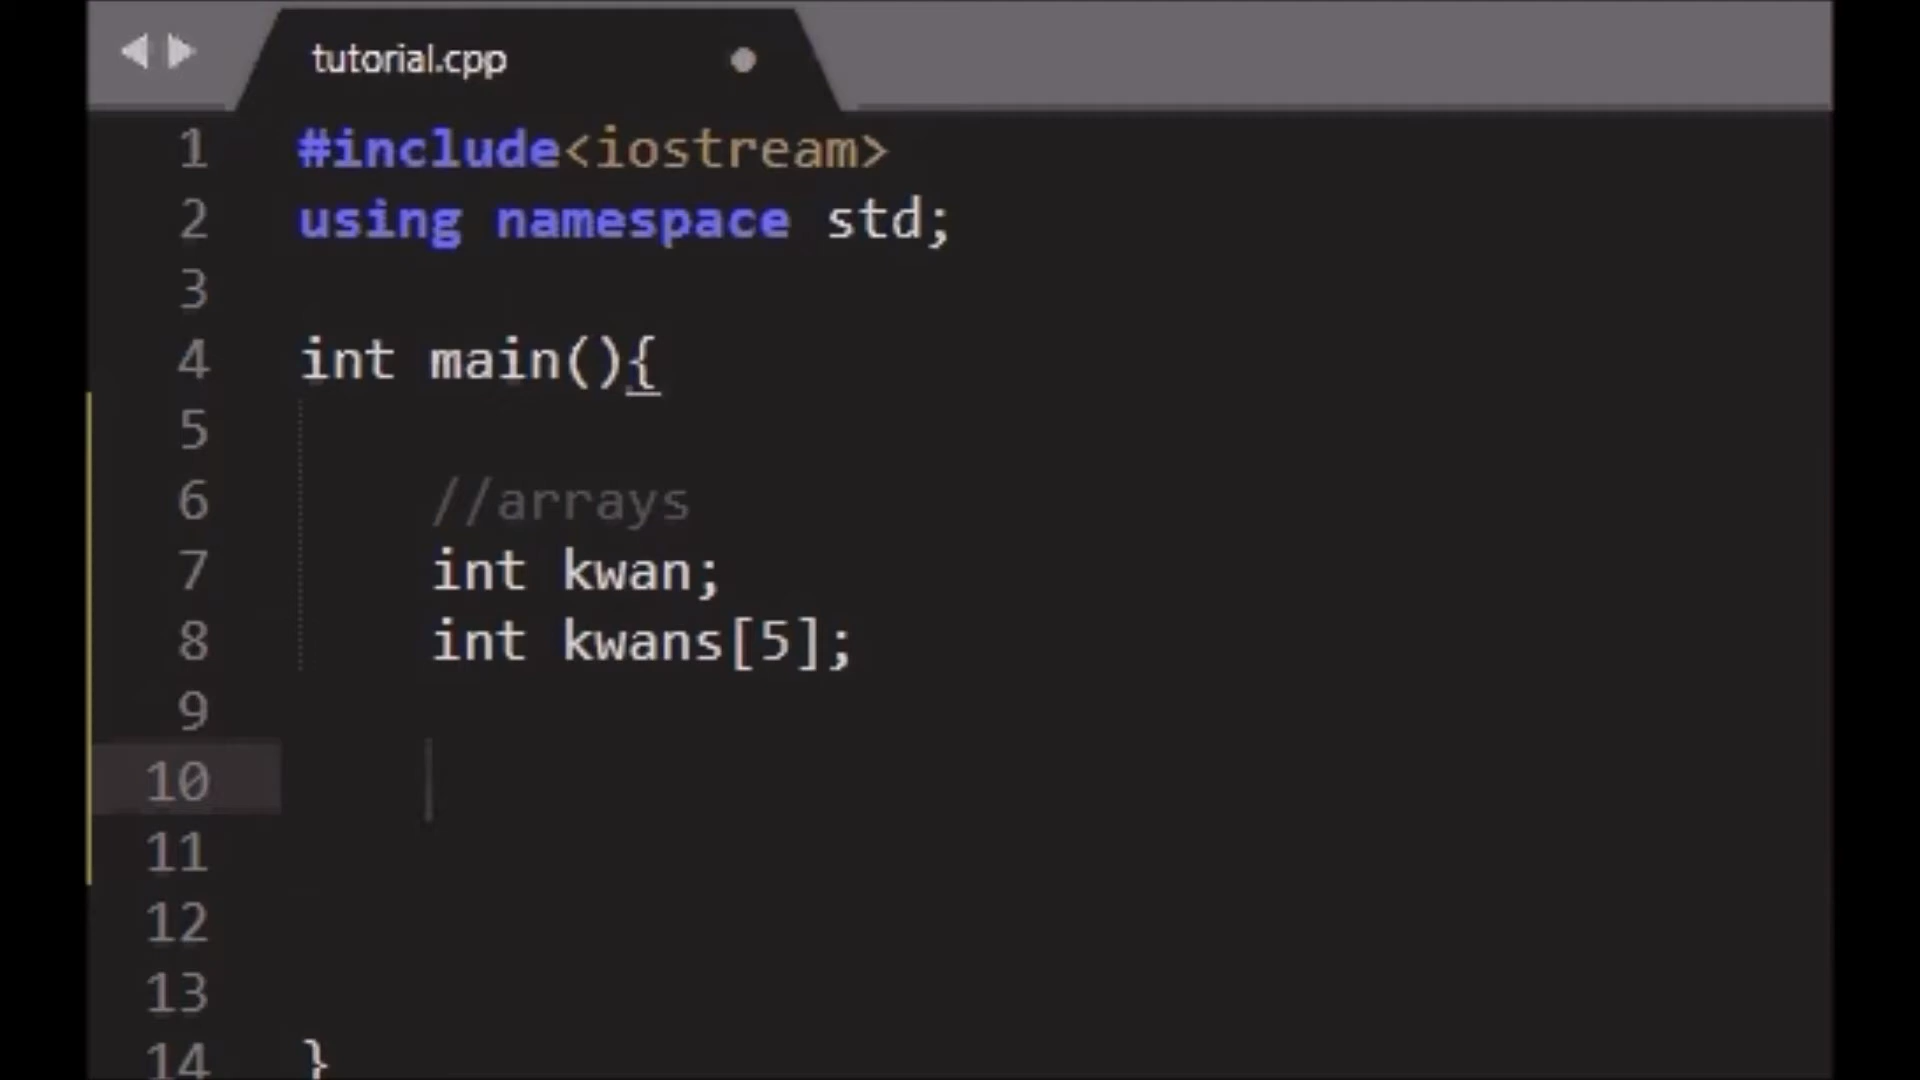 tutorial.cpp
1 #include<iostream>
2 using namespace std;
3
4 int main(){
5
6 //arrays
7 int kwan;
8 int kwans[5];
9
10
11
12
13
14 }